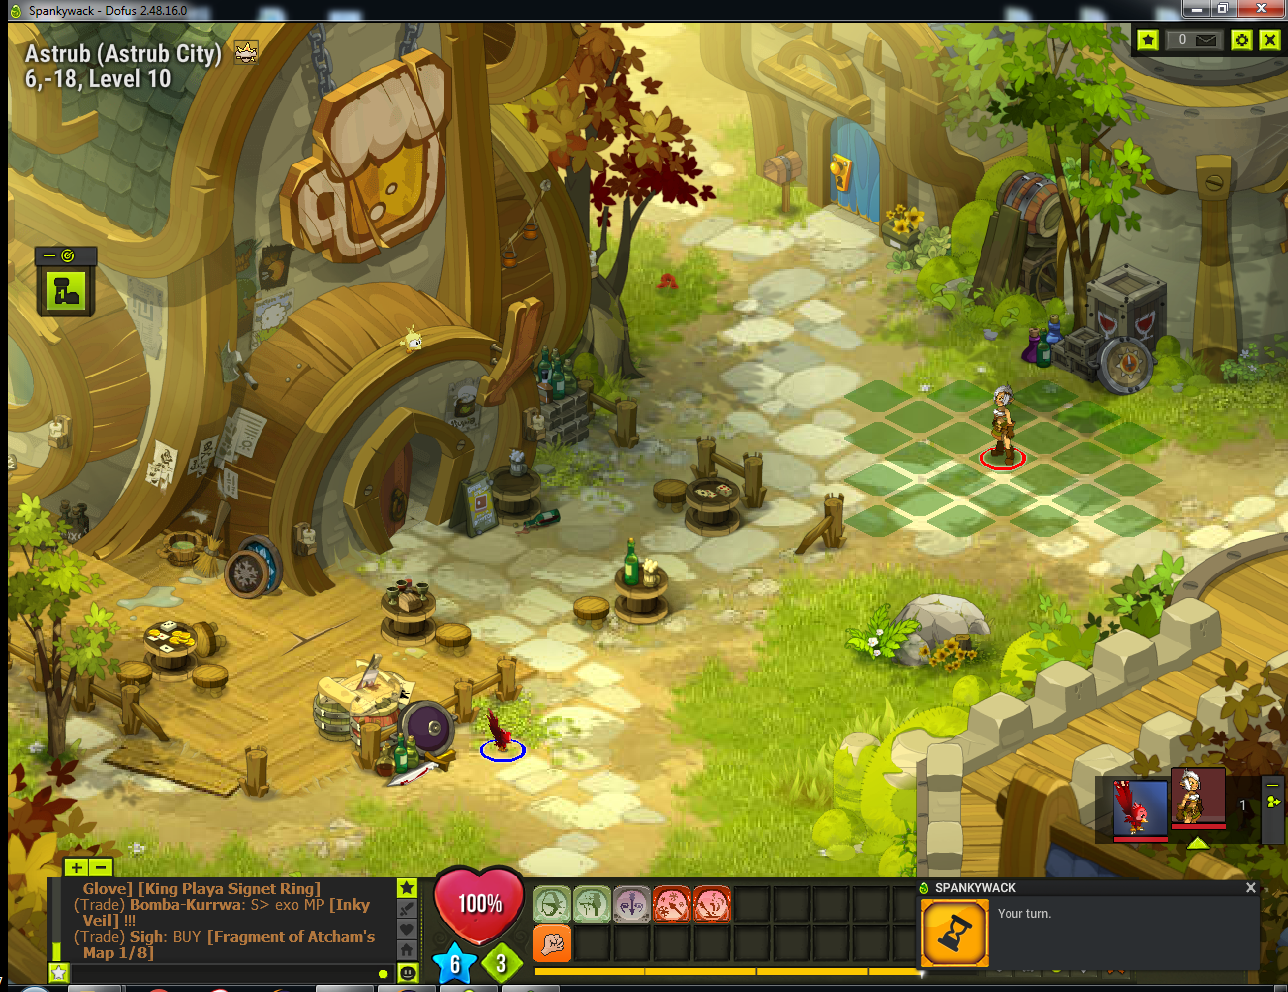 Spankywack - Dofus 2.48.16.0
Astrub (Astrub City)
6,-18, Level 10
0
1
Glove] [King Playa Signet Ring]
(Trade) Bomba-Kurrwa: S> exo MP [Inky
Veil] !!!
(Trade) Sigh: BUY [Fragment of Atcham's
Map 1/8]
100%
6
3
SPANKYWACK
Your turn.